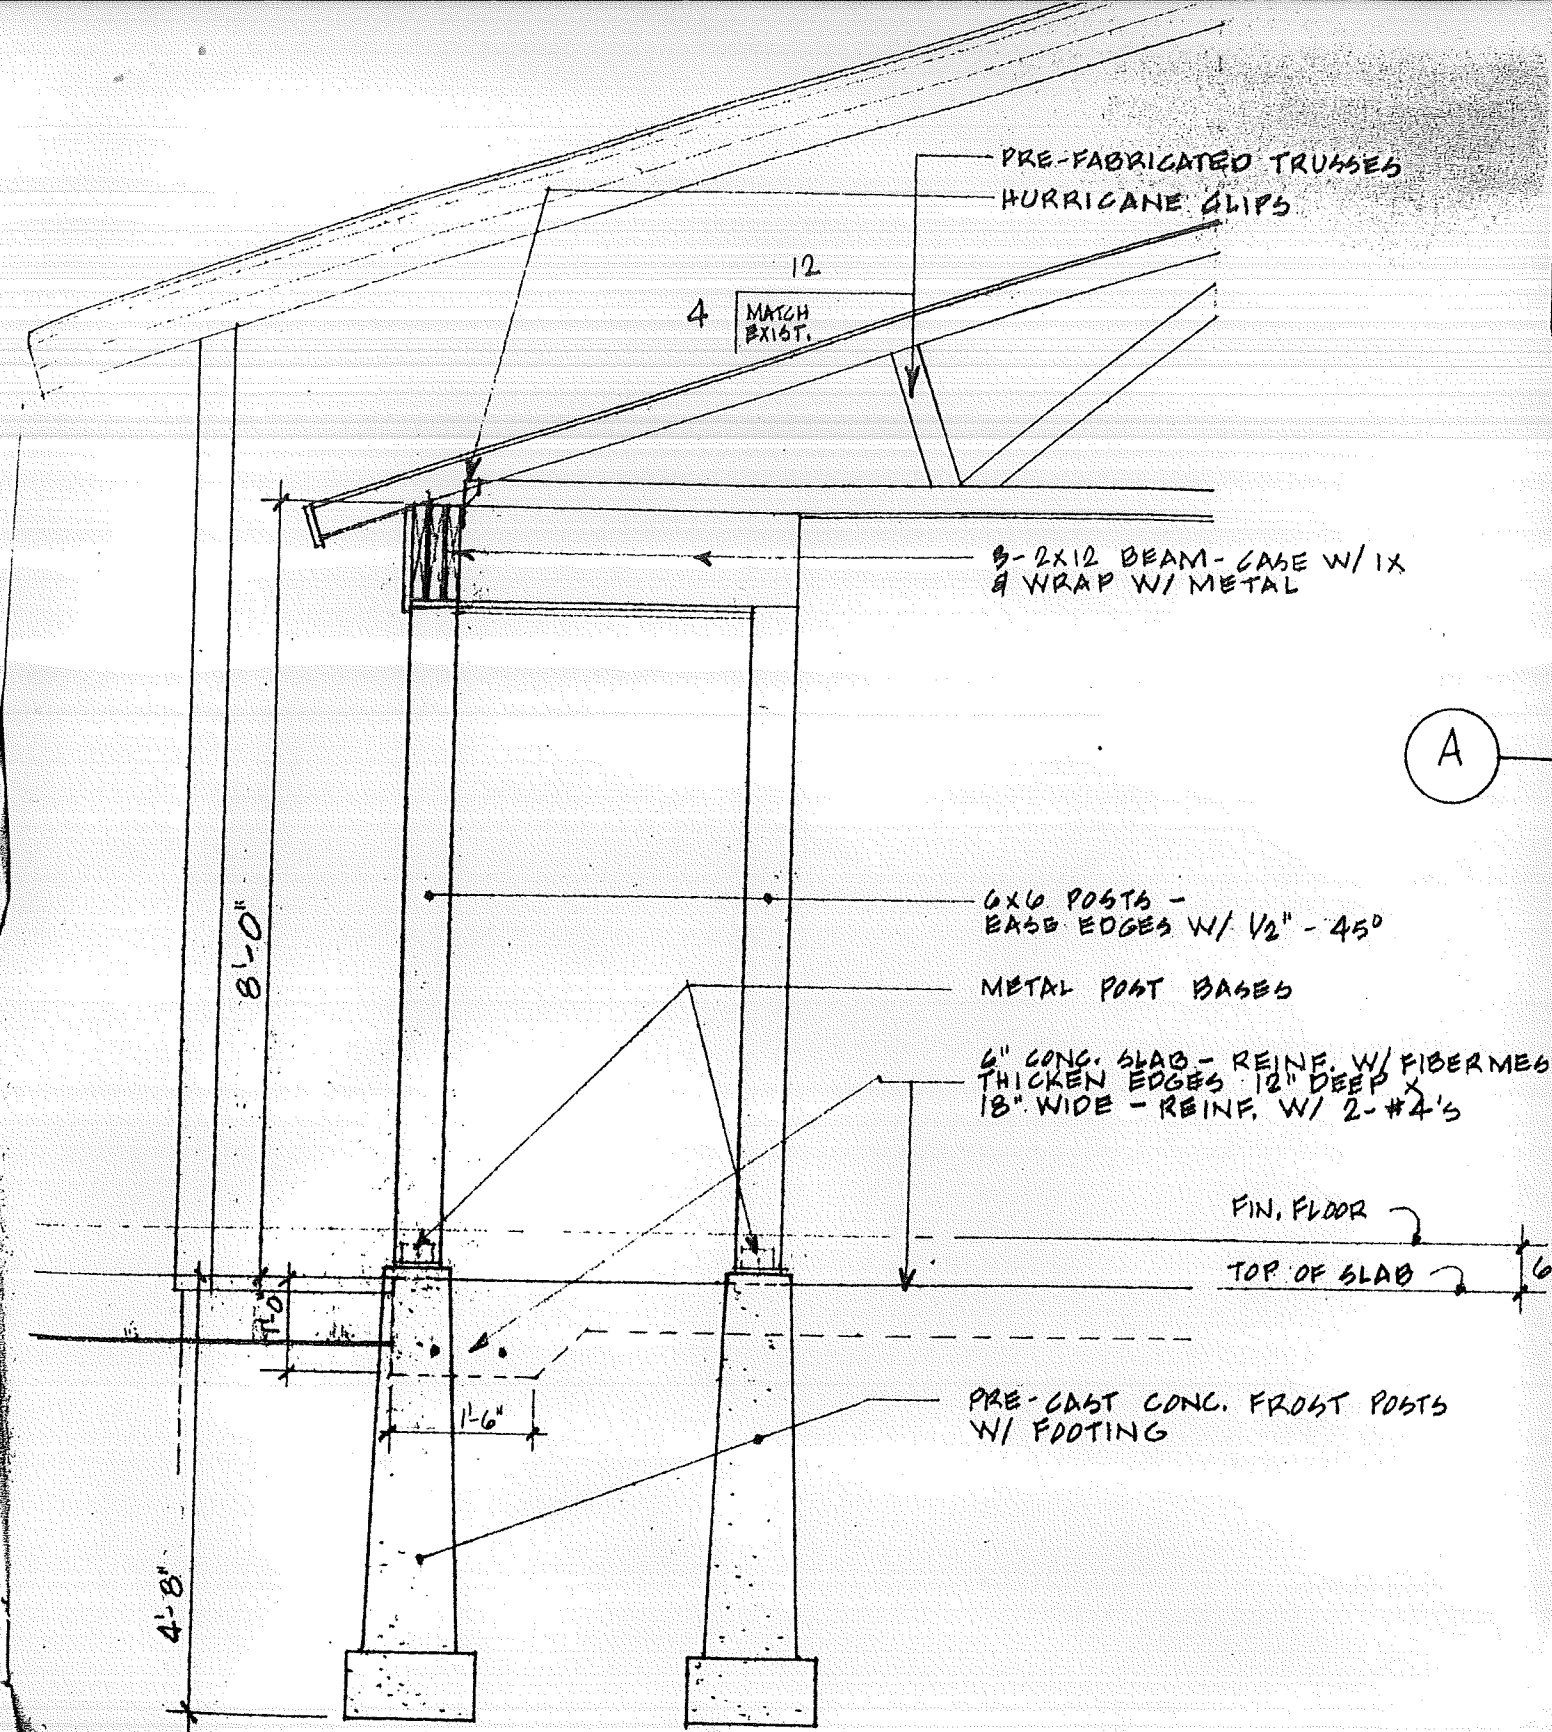 PRE-FABRICATED TRUSSES
HURRICANE CLIPS
12
4
MATCH
EXIST.
3-2X12 BEAM-CASE W/ 1X
& WRAP W/ METAL
A
6X6 POSTS -
EASE EDGES W/ 1/2" - 45°
8'-0"
METAL POST BASES
6" CONC. SLAB - REINF. W/ FIBERMES
THICKEN EDGES 12" DEEP X
18" WIDE - REINF. W/ 2-#4's
FIN. FLOOR
TOP OF SLAB
6
1'-0"
1'-6"
PRE-CAST CONC. FROST POSTS
W/ FOOTING
4'-8"